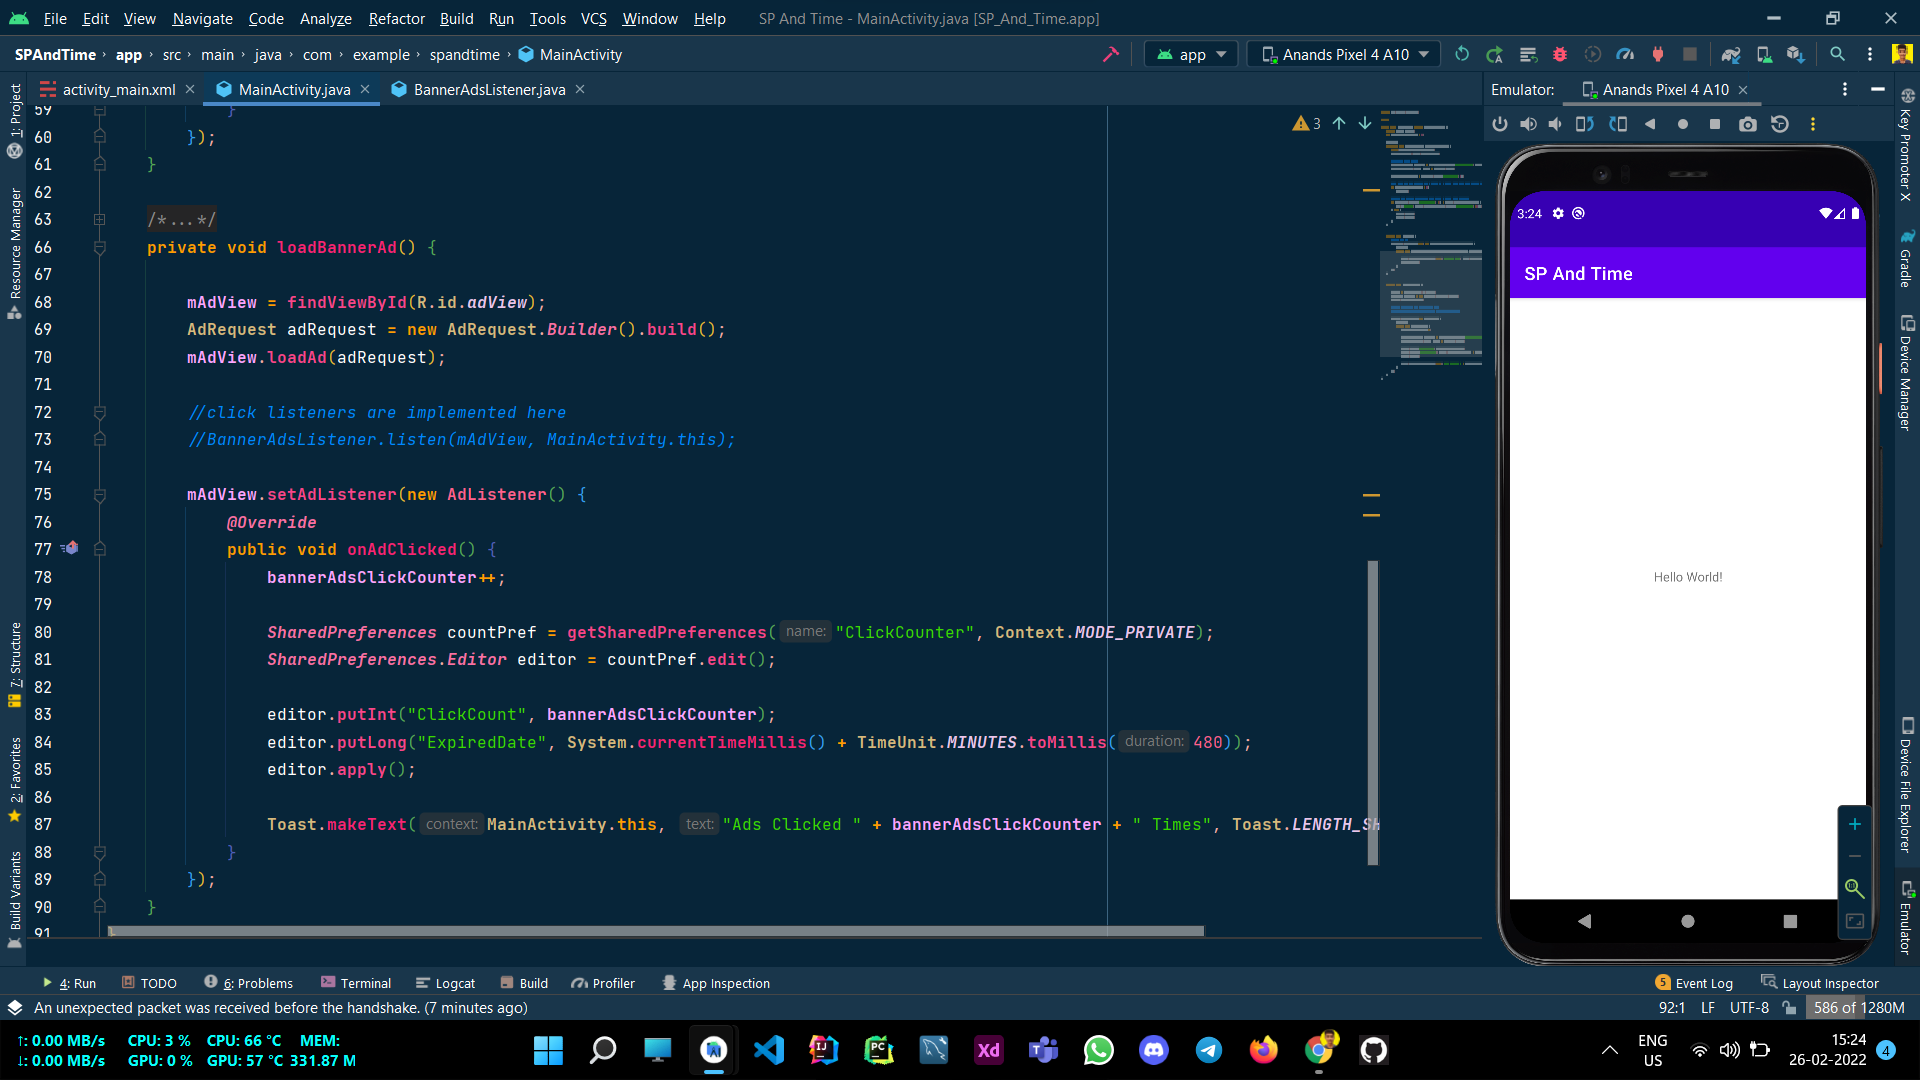 File Edit View Navigate Code Analyze Refactor Build Run Tools VCS Window Help SP And Time - MainActivity.java [SP_And_Time.app]
SPAndTime › app › src › main › java › com › example › spandtime › MainActivity app Anands Pixel 4 A10
activity_main.xml MainActivity.java BannerAdsListener.java Emulator: Anands Pixel 4 A10
1: Project
Resource Manager
7: Structure
2: Favorites
Build Variants
3
59 }
60 });
61 }
62
63 /*...*/
66 private void loadBannerAd() {
67
68 mAdView = findViewById(R.id.adView);
69 AdRequest adRequest = new AdRequest.Builder().build();
70 mAdView.loadAd(adRequest);
71
72 //click listeners are implemented here
73 //BannerAdsListener.listen(mAdView, MainActivity.this);
74
75 mAdView.setAdListener(new AdListener() {
76 @Override
77 public void onAdClicked() {
78 bannerAdsClickCounter++;
79
80 SharedPreferences countPref = getSharedPreferences( name: "ClickCounter", Context.MODE_PRIVATE);
81 SharedPreferences.Editor editor = countPref.edit();
82
83 editor.putInt("ClickCount", bannerAdsClickCounter);
84 editor.putLong("ExpiredDate", System.currentTimeMillis() + TimeUnit.MINUTES.toMillis( duration: 480));
85 editor.apply();
86
87 Toast.makeText( context: MainActivity.this, text: "Ads Clicked " + bannerAdsClickCounter + " Times", Toast.LENGTH_SH
88 }
89 });
90 }
91
3:24
SP And Time
Hello World!
Key Promoter X
Gradle
Device Manager
Device File Explorer
Emulator
4: Run TODO 6: Problems Terminal Logcat Build Profiler App Inspection 5 Event Log Layout Inspector
An unexpected packet was received before the handshake. (7 minutes ago) 92:1 LF UTF-8 586 of 1280M
↑: 0.00 MB/s CPU: 3 % CPU: 66 °C MEM:
↓: 0.00 MB/s GPU: 0 % GPU: 57 °C 331.87 M
IJ PC Xd T
ENG
US
15:24
26-02-2022
4